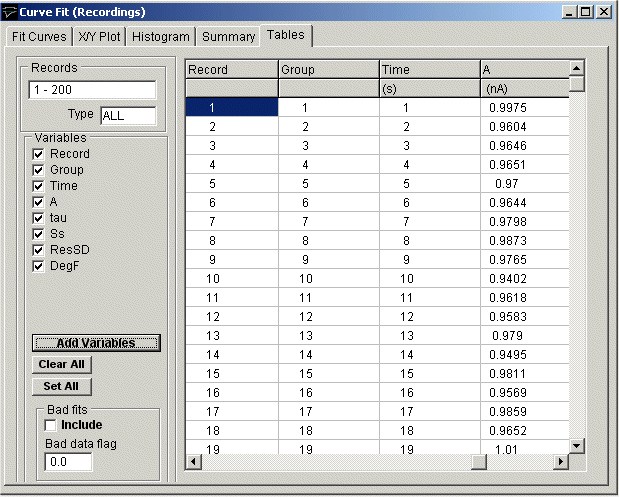 Curve Fit (Recordings)
Fit Curves X/Y Plot Histogram Summary Tables
Records
1 - 200
Type ALL
Variables
Record
Group
Time
A
tau
Ss
ResSD
DegF
Add Variables
Clear All
Set All
Bad fits
Include
Bad data flag
0.0
Record Group Time A
(s) (nA)
1 1 1 0.9975
2 2 2 0.9604
3 3 3 0.9646
4 4 4 0.9651
5 5 5 0.97
6 6 6 0.9644
7 7 7 0.9798
8 8 8 0.9873
9 9 9 0.9765
10 10 10 0.9402
11 11 11 0.9618
12 12 12 0.9583
13 13 13 0.979
14 14 14 0.9495
15 15 15 0.9811
16 16 16 0.9569
17 17 17 0.9859
18 18 18 0.9652
19 19 19 1.01